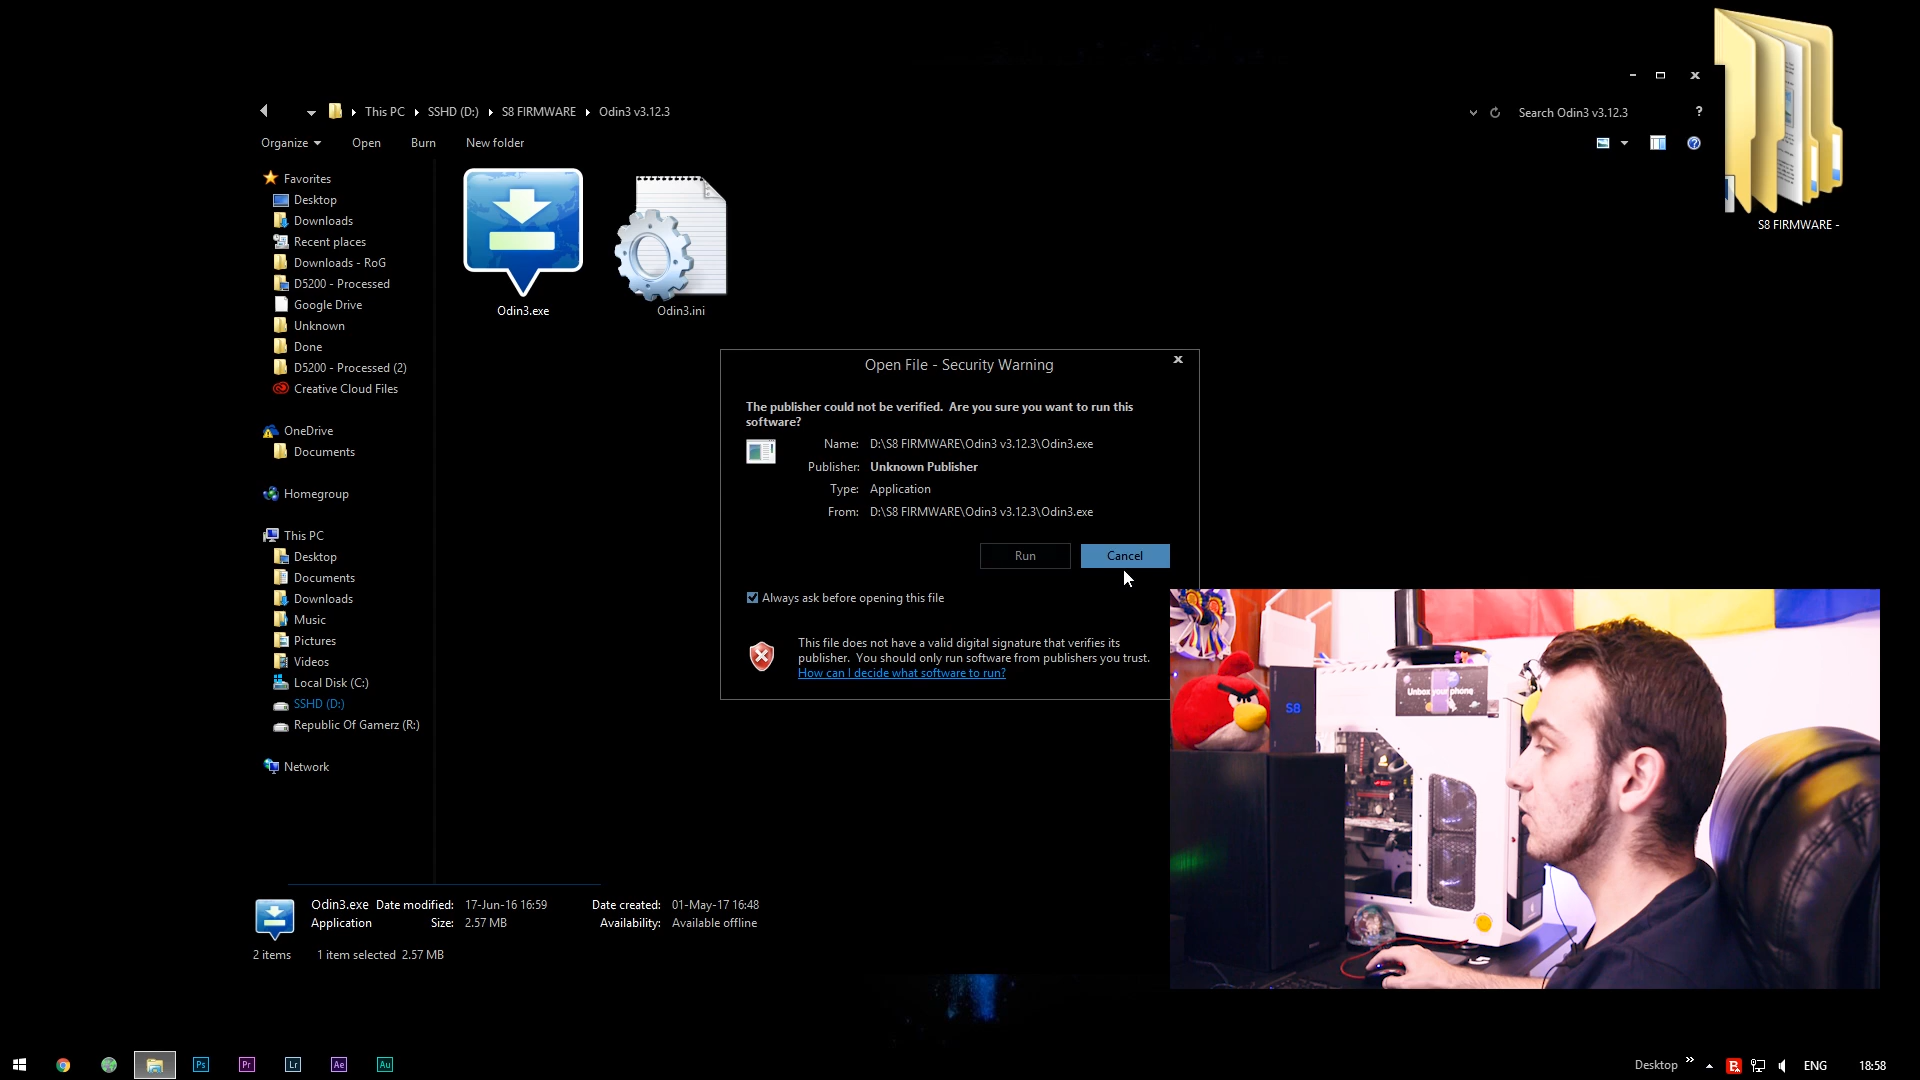 This PC
SSHD (D:)
S8 FIRMWARE
Odin3 v3.12.3
Search Odin3 v3.12.3
?
Organize
Open
Burn
New folder
S8 FIRMWARE -
Favorites
Desktop
Downloads
Recent places
Downloads - RoG
D5200 - Processed
Google Drive
Unknown
Done
D5200 - Processed (2)
Creative Cloud Files
OneDrive
Documents
Homegroup
This PC
Desktop
Documents
Downloads
Music
Pictures
Videos
Local Disk (C:)
SSHD (D:)
Republic Of Gamerz (R:)
Network
Odin3.exe
Odin3.ini
Open File - Security Warning
The publisher could not be verified.  Are you sure you want to run this
software?
Name: D:\S8 FIRMWARE\Odin3 v3.12.3\Odin3.exe
Publisher: Unknown Publisher
Type: Application
From: D:\S8 FIRMWARE\Odin3 v3.12.3\Odin3.exe
Run
Cancel
Always ask before opening this file
This file does not have a valid digital signature that verifies its
publisher.  You should only run software from publishers you trust.
How can I decide what software to run?
S8
Unbox your phone
Odin3.exe Date modified: 17-Jun-16 16:59 Date created: 01-May-17 16:48
Application Size: 2.57 MB Availability: Available offline
2 items 1 item selected 2.57 MB
Ps
Pr
Lr
Ae
Au
Desktop
ENG
18:58